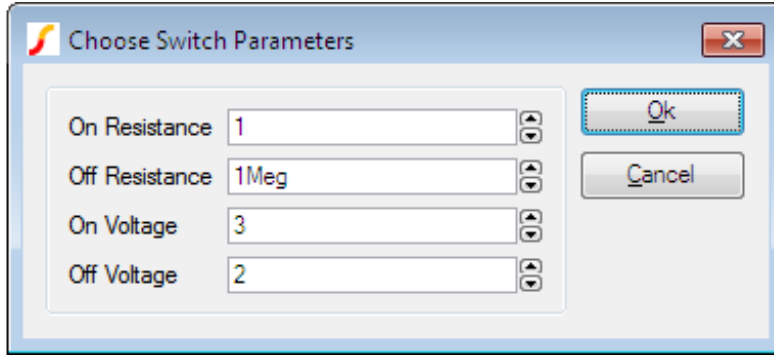 Choose Switch Parameters
On Resistance 1
Off Resistance 1Meg
On Voltage 3
Off Voltage 2
Ok
Cancel